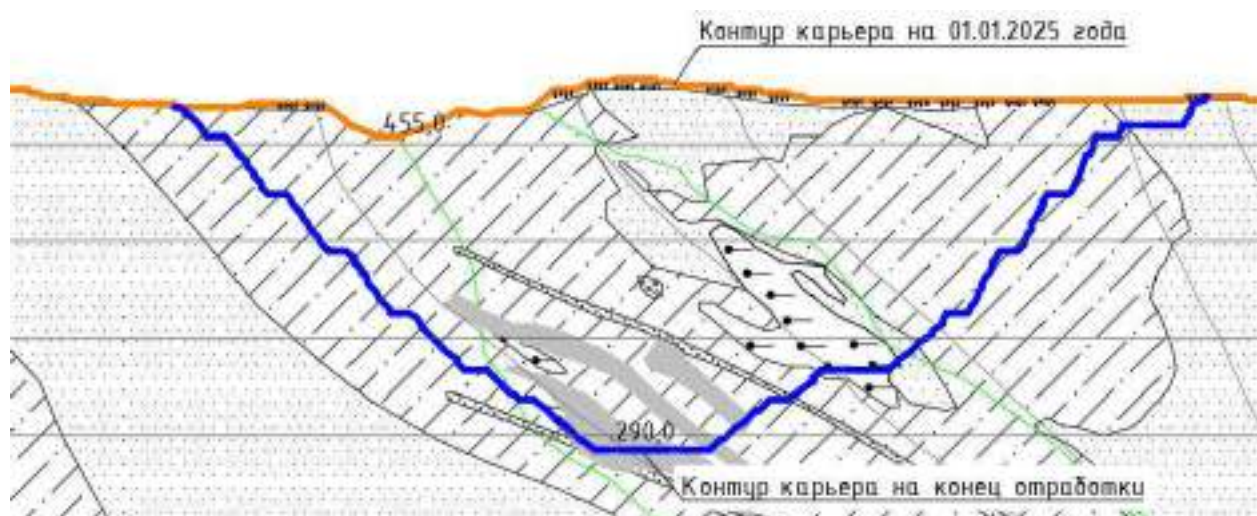 Контур карьера на 01.01.2025 года
455,0
290,0
Контур карьера на конец отработки